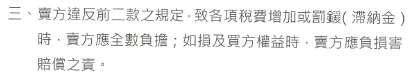 三、賣方違反前二款之規定，致各項稅費增加或罰鍰(滯納金)
時，賣方應全數負擔；如損及買方權益時，賣方應負損害
賠償之責。